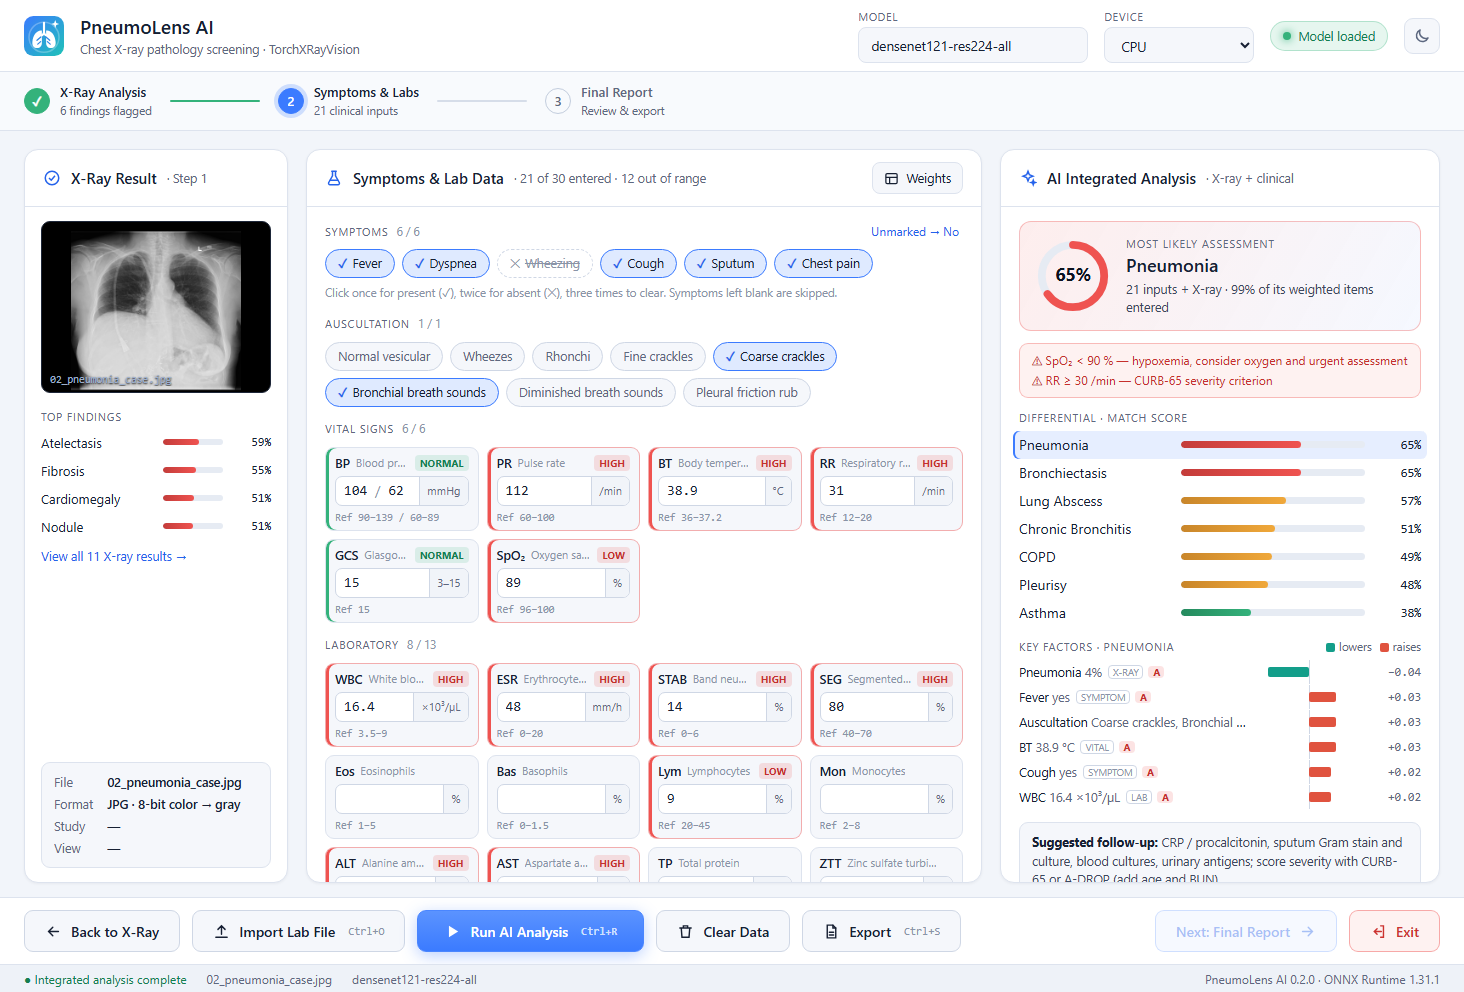 PneumoLens AI
Chest X-ray pathology screening · TorchXRayVision
MODEL
densenet121-res224-all
DEVICE
CPU
Model loaded
X-Ray Analysis
6 findings flagged
2
Symptoms & Labs
21 clinical inputs
3
Final Report
Review & export
X-Ray Result · Step 1
02_pneumonia_case.jpg
TOP FINDINGS
Atelectasis 59%
Fibrosis 55%
Cardiomegaly 51%
Nodule 51%
View all 11 X-ray results →
File 02_pneumonia_case.jpg
Format JPG · 8-bit color → gray
Study —
View —
Symptoms & Lab Data · 21 of 30 entered · 12 out of range
Weights
SYMPTOMS 6 / 6
Unmarked → No
✓ Fever ✓ Dyspnea ✕ Wheezing ✓ Cough ✓ Sputum ✓ Chest pain
Click once for present (✓), twice for absent (✕), three times to clear. Symptoms left blank are skipped.
AUSCULTATION 1 / 1
Normal vesicular Wheezes Rhonchi Fine crackles ✓ Coarse crackles
✓ Bronchial breath sounds Diminished breath sounds Pleural friction rub
VITAL SIGNS 6 / 6
BP Blood pr... NORMAL
104 / 62 mmHg
Ref 90–139 / 60–89
PR Pulse rate HIGH
112 /min
Ref 60–100
BT Body temper... HIGH
38.9 °C
Ref 36–37.2
RR Respiratory r... HIGH
31 /min
Ref 12–20
GCS Glasgo... NORMAL
15 3–15
Ref 15
SpO₂ Oxygen sa... LOW
89 %
Ref 96–100
LABORATORY 8 / 13
WBC White blo... HIGH
16.4 ×10³/µL
Ref 3.5–9
ESR Erythrocyte... HIGH
48 mm/h
Ref 0–20
STAB Band neu... HIGH
14 %
Ref 0–6
SEG Segmented... HIGH
80 %
Ref 40–70
Eos Eosinophils
%
Ref 1–5
Bas Basophils
%
Ref 0–1.5
Lym Lymphocytes LOW
9 %
Ref 20–45
Mon Monocytes
%
Ref 2–8
ALT Alanine am... HIGH
AST Aspartate a... HIGH
TP Total protein
ZTT Zinc sulfate turbi...
AI Integrated Analysis · X-ray + clinical
65%
MOST LIKELY ASSESSMENT
Pneumonia
21 inputs + X-ray · 99% of its weighted items
entered
⚠ SpO₂ < 90 % — hypoxemia, consider oxygen and urgent assessment
⚠ RR ≥ 30 /min — CURB-65 severity criterion
DIFFERENTIAL · MATCH SCORE
Pneumonia 65%
Bronchiectasis 65%
Lung Abscess 57%
Chronic Bronchitis 51%
COPD 49%
Pleurisy 48%
Asthma 38%
KEY FACTORS · PNEUMONIA
lowers raises
Pneumonia 4% X-RAY A −0.04
Fever yes SYMPTOM A +0.03
Auscultation Coarse crackles, Bronchial ... +0.03
BT 38.9 °C VITAL A +0.03
Cough yes SYMPTOM A +0.02
WBC 16.4 ×10³/µL LAB A +0.02
Suggested follow-up: CRP / procalcitonin, sputum Gram stain and
culture, blood cultures, urinary antigens; score severity with CURB-
65 or A-DROP (add age and BUN)
← Back to X-Ray
Import Lab File Ctrl+O
Run AI Analysis Ctrl+R
Clear Data
Export Ctrl+S
Next: Final Report →
Exit
● Integrated analysis complete 02_pneumonia_case.jpg densenet121-res224-all
PneumoLens AI 0.2.0 · ONNX Runtime 1.31.1